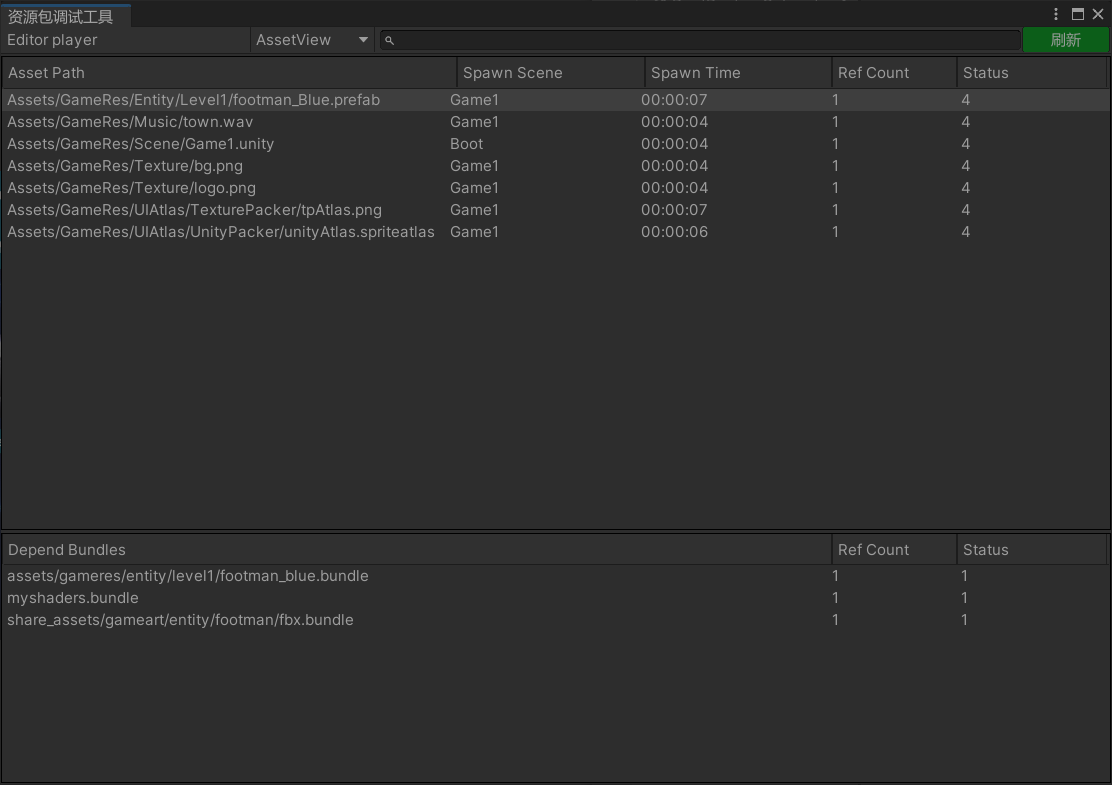 资源包调试工具
Editor player AssetView 刷新
Asset Path Spawn Scene Spawn Time Ref Count Status
Assets/GameRes/Entity/Level1/footman_Blue.prefab Game1 00:00:07 1 4
Assets/GameRes/Music/town.wav Game1 00:00:04 1 4
Assets/GameRes/Scene/Game1.unity Boot 00:00:04 1 4
Assets/GameRes/Texture/bg.png Game1 00:00:04 1 4
Assets/GameRes/Texture/logo.png Game1 00:00:04 1 4
Assets/GameRes/UIAtlas/TexturePacker/tpAtlas.png Game1 00:00:07 1 4
Assets/GameRes/UIAtlas/UnityPacker/unityAtlas.spriteatlas Game1 00:00:06 1 4
Depend Bundles Ref Count Status
assets/gameres/entity/level1/footman_blue.bundle 1 1
myshaders.bundle 1 1
share_assets/gameart/entity/footman/fbx.bundle 1 1